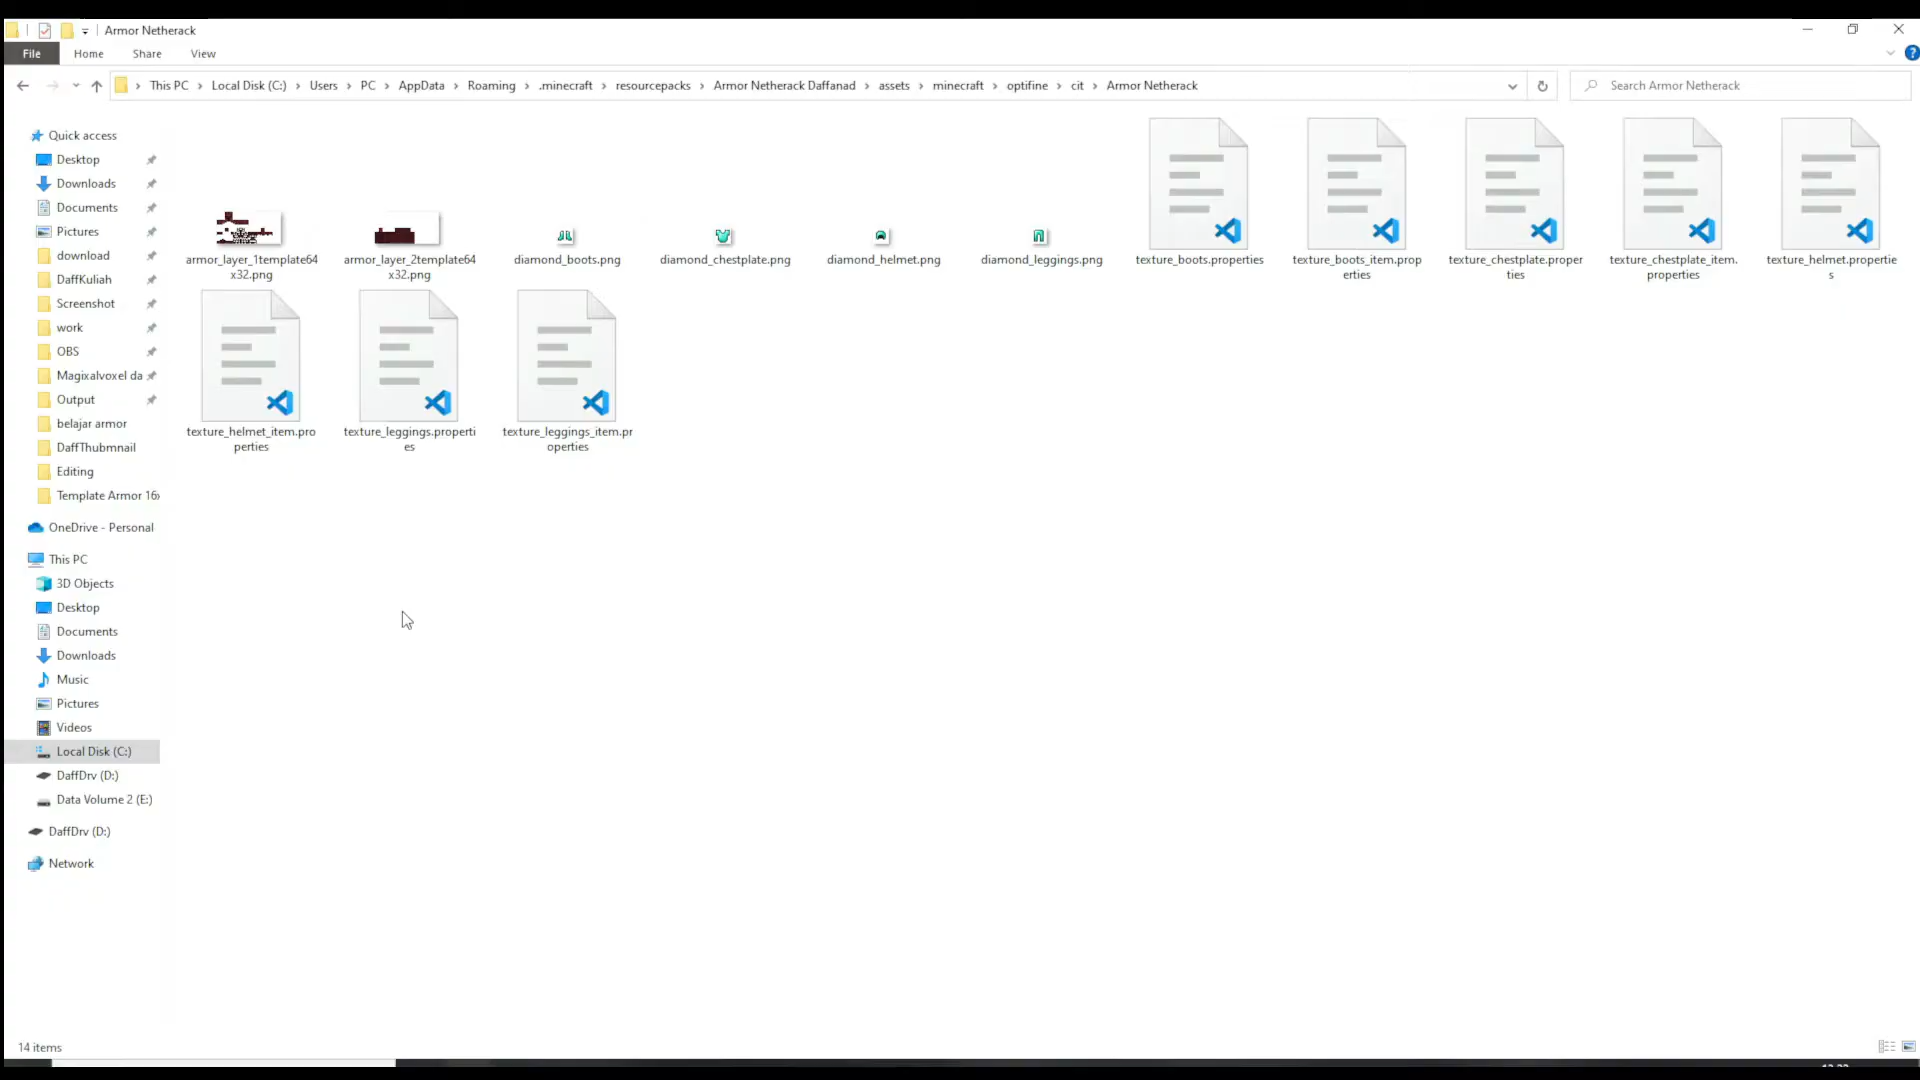 Armor Netherack
File
Home
Share
View
This PC
Local Disk (C:)
Users
PC
AppData
Roaming
.minecraft
resourcepacks
Armor Netherack Daffanad
assets
minecraft
optifine
cit
Armor Netherack
Search Armor Netherack
Quick access
Desktop
Downloads
Documents
Pictures
download
DaffKuliah
Screenshot
work
OBS
Magixalvoxel da
Output
belajar armor
DaffThubmnail
Editing
Template Armor 16x
OneDrive - Personal
This PC
3D Objects
Desktop
Documents
Downloads
Music
Pictures
Videos
Local Disk (C:)
DaffDrv (D:)
Data Volume 2 (E:)
DaffDrv (D:)
Network
armor_layer_1template64
x32.png
armor_layer_2template64
x32.png
diamond_boots.png
diamond_chestplate.png
diamond_helmet.png
diamond_leggings.png
texture_boots.properties
texture_boots_item.prop
erties
texture_chestplate.proper
ties
texture_chestplate_item.
properties
texture_helmet.propertie
s
texture_helmet_item.pro
perties
texture_leggings.properti
es
texture_leggings_item.pr
operties
14 items